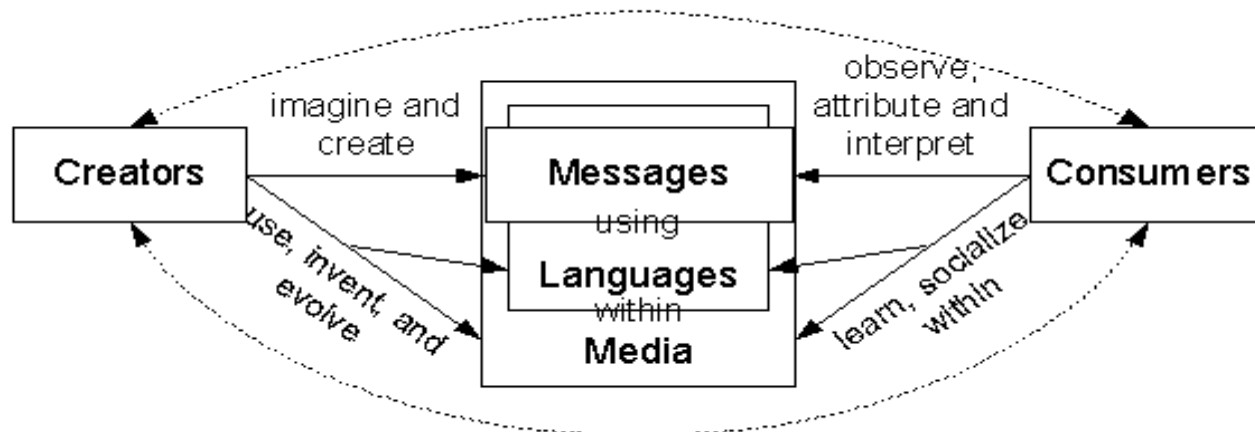 imagine and
create
observe,
attribute and
interpret
Creators
Messages
Consumers
using
Languages
within
Media
use, invent, and
evolve
learn, socialize
within